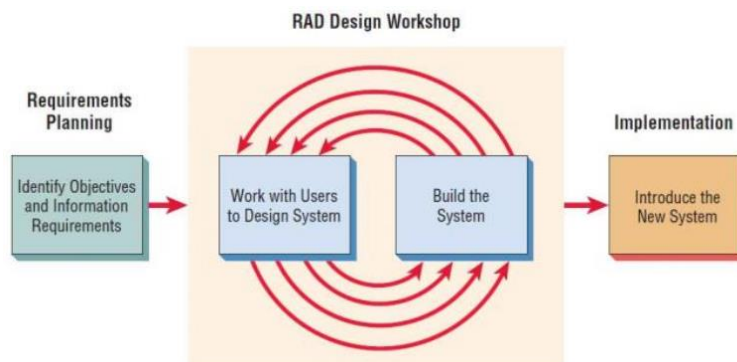 RAD Design Workshop
Requirements
Planning
Identify Objectives
and Information
Requirements
Work with Users
to Design System
Build the
System
Implementation
Introduce the
New System